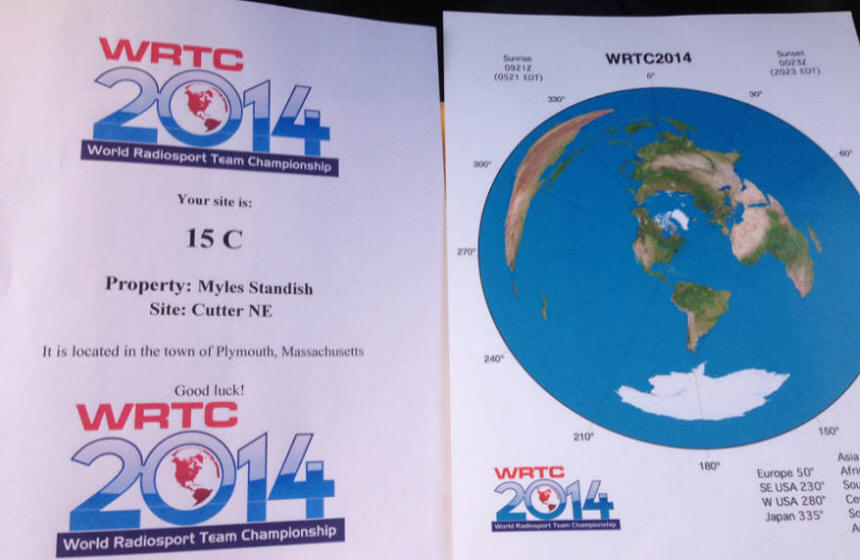 WRTC
2014
World Radiosport Team Championship
Your site is:
15 C
Property: Myles Standish
Site: Cutter NE
It is located in the town of Plymouth, Massachusetts
Good luck!
WRTC
2014
World Radiosport Team Championship
Sunrise
0921Z
(0521 EDT)
WRTC2014
Sunset
0023Z
(2023 EDT)
0°
30°
60°
150°
180°
210°
240°
270°
300°
330°
WRTC
2014
World Radiosport Team Championship
Europe 50°
SE USA 230°
W USA 280°
Japan 335°
Asia